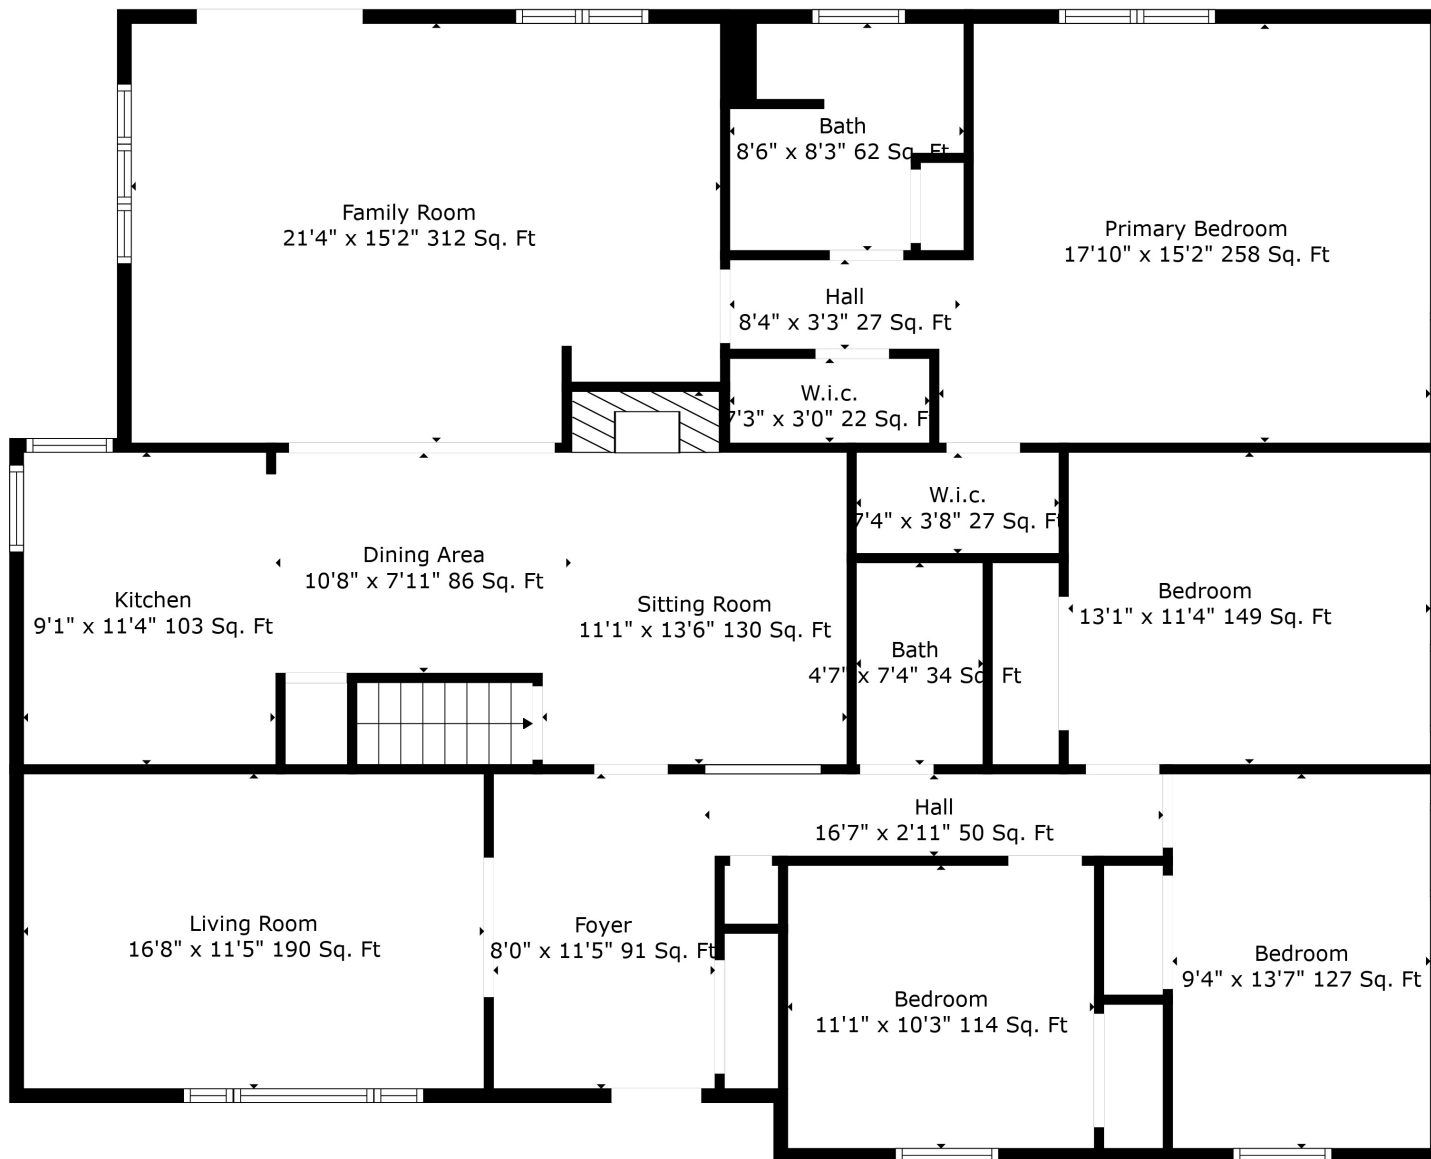 Bath
8'6" x 8'3" 62 Sq. Ft
Family Room
21'4" x 15'2" 312 Sq. Ft
Primary Bedroom
17'10" x 15'2" 258 Sq. Ft
Hall
8'4" x 3'3" 27 Sq. Ft
W.i.c.
7'3" x 3'0" 22 Sq. F
W.i.c.
7'4" x 3'8" 27 Sq. Ft
Dining Area
10'8" x 7'11" 86 Sq. Ft
Kitchen
9'1" x 11'4" 103 Sq. Ft
Sitting Room
11'1" x 13'6" 130 Sq. Ft
Bedroom
13'1" x 11'4" 149 Sq. Ft
Bath
4'7" x 7'4" 34 Sq. Ft
Hall
16'7" x 2'11" 50 Sq. Ft
Living Room
16'8" x 11'5" 190 Sq. Ft
Foyer
8'0" x 11'5" 91 Sq. Ft
Bedroom
11'1" x 10'3" 114 Sq. Ft
Bedroom
9'4" x 13'7" 127 Sq. Ft